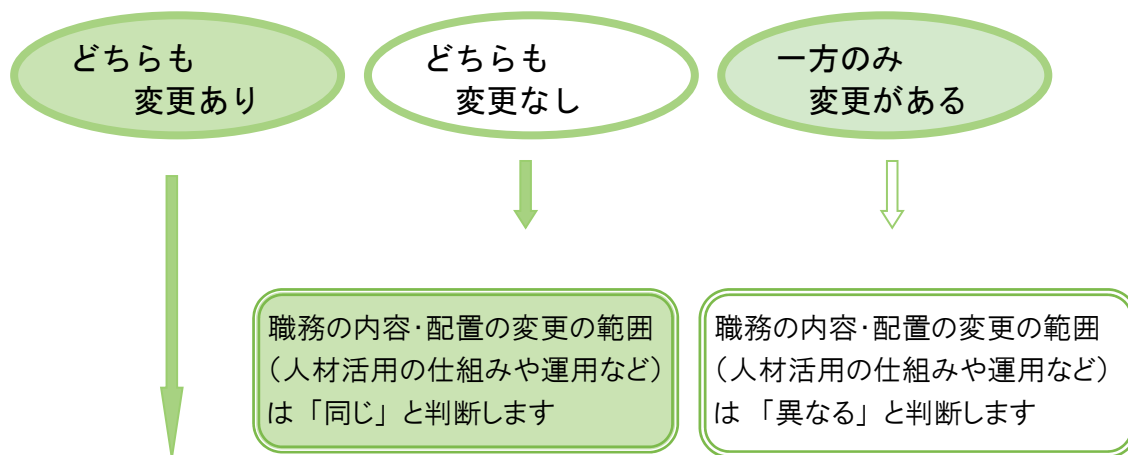 どちらも
変更あり
どちらも
変更なし
一方のみ
変更がある
職務の内容・配置の変更の範囲
（人材活用の仕組みや運用など）
は「同じ」と判断します
職務の内容・配置の変更の範囲
（人材活用の仕組みや運用など）
は「異なる」と判断します